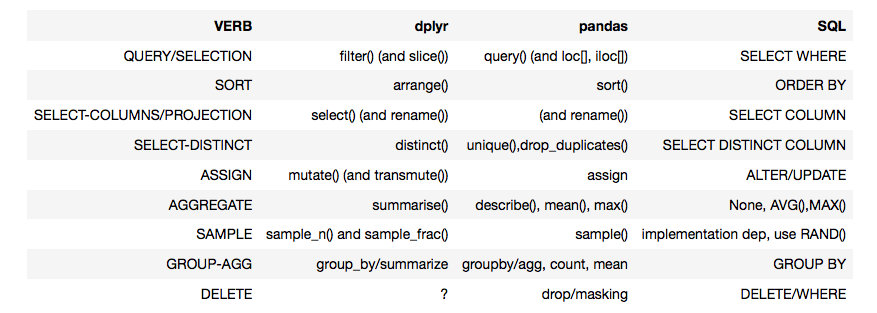 VERB dplyr pandas SQL
QUERY/SELECTION filter() (and slice()) query() (and loc[], iloc[]) SELECT WHERE
SORT arrange() sort() ORDER BY
SELECT-COLUMNS/PROJECTION select() (and rename()) (and rename()) SELECT COLUMN
SELECT-DISTINCT distinct() unique(),drop_duplicates() SELECT DISTINCT COLUMN
ASSIGN mutate() (and transmute()) assign ALTER/UPDATE
AGGREGATE summarise() describe(), mean(), max() None, AVG(),MAX()
SAMPLE sample_n() and sample_frac() sample() implementation dep, use RAND()
GROUP-AGG group_by/summarize groupby/agg, count, mean GROUP BY
DELETE ? drop/masking DELETE/WHERE